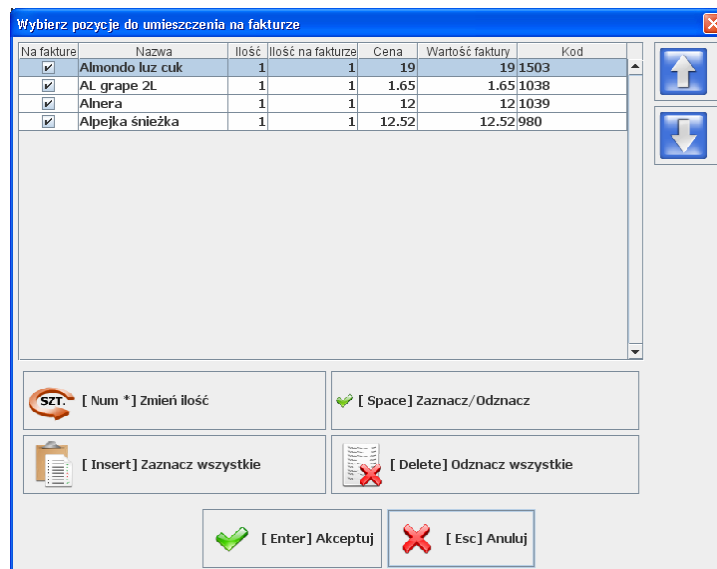 Wybierz pozycje do umieszczenia na fakturze
Na fakture Nazwa Ilość Ilość na fakturze Cena Wartość faktury Kod
Almondo luz cuk 1 1 19 19 1503
AL grape 2L 1 1 1.65 1.65 1038
Alnera 1 1 12 12 1039
Alpejka śnieżka 1 1 12.52 12.52 980
SZT. [ Num *] Zmień ilość [ Space] Zaznacz/Odznacz
[ Insert] Zaznacz wszystkie [ Delete] Odznacz wszystkie
[ Enter] Akceptuj [ Esc] Anuluj